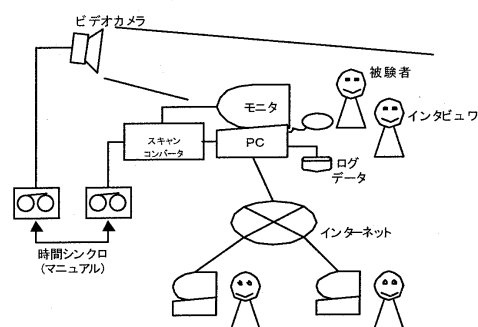 ビデオカメラ
被験者
モニタ
インタビュワ
スキャン
コンバータ
PC
ログ
データ
インターネット
時間シンクロ
(マニュアル)